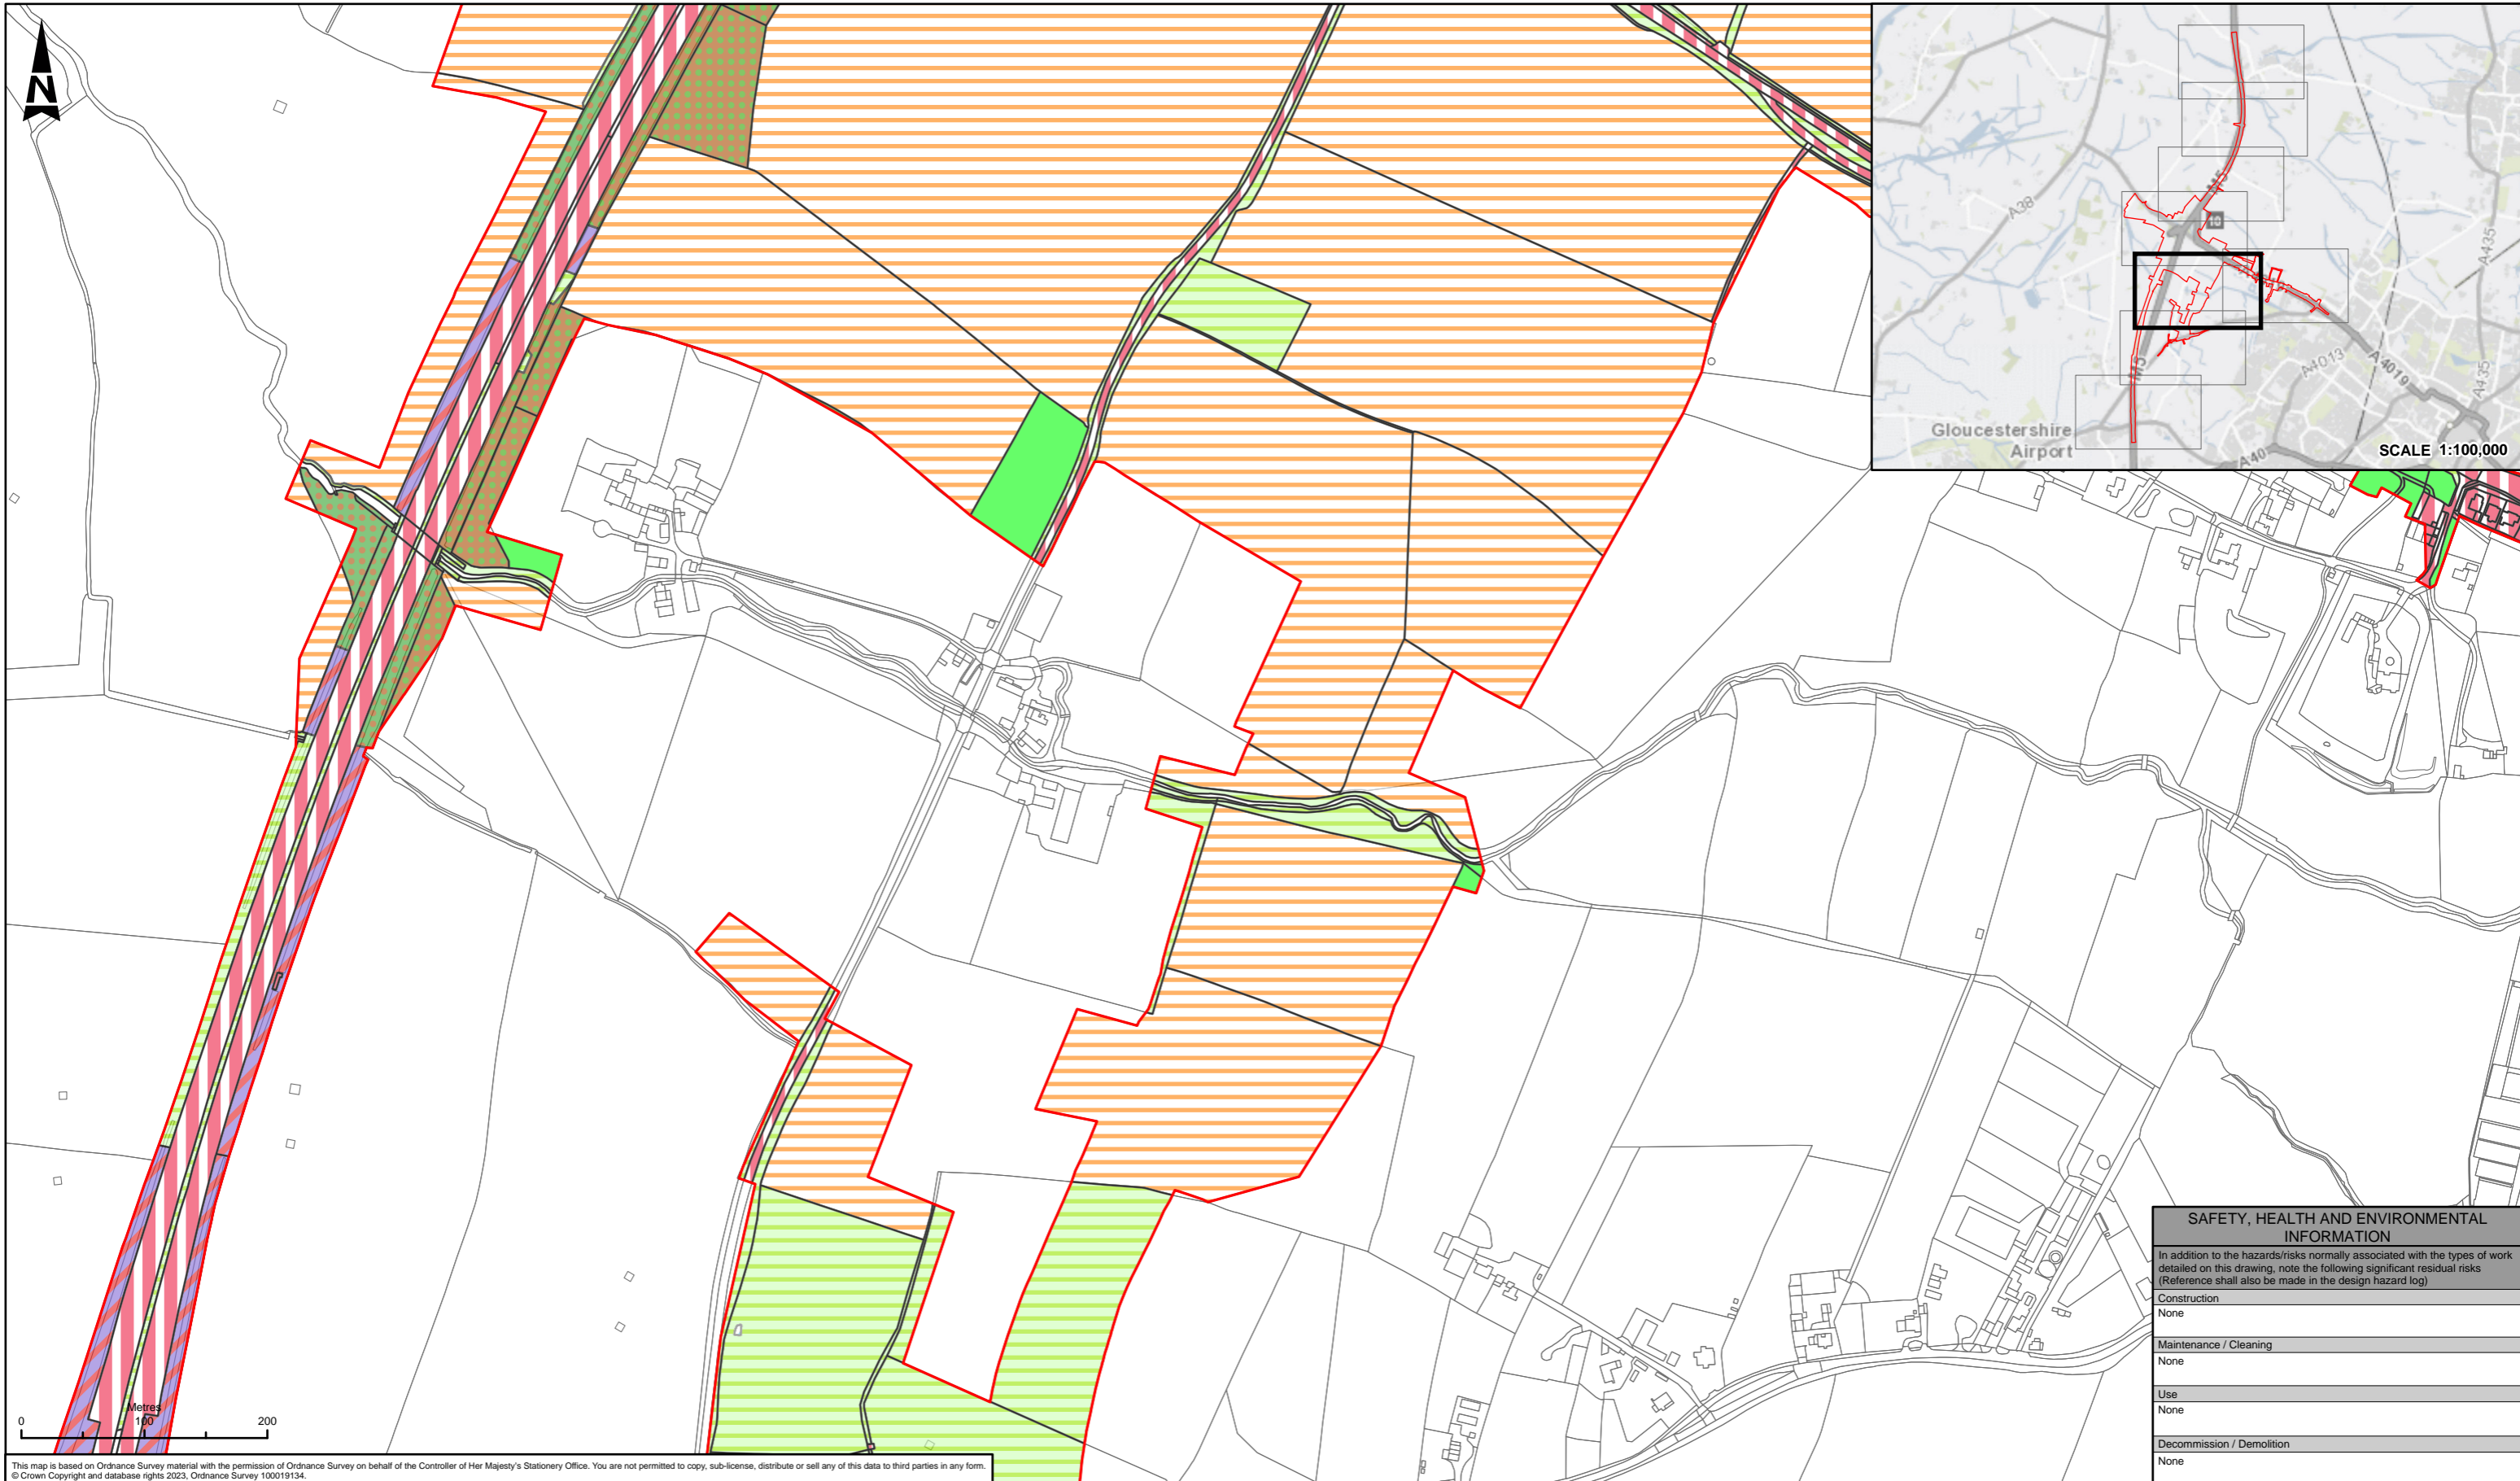 N
A38
M5
10
A435
A435
M5
A4013
A4019
Gloucestershire
Airport
A40
SCALE 1:100,000
SAFETY, HEALTH AND ENVIRONMENTAL
INFORMATION
In addition to the hazards/risks normally associated with the types of work
detailed on this drawing, note the following significant residual risks
(Reference shall also be made in the design hazard log)
Construction
None
Maintenance / Cleaning
None
Use
None
Decommission / Demolition
None
Metres
0 100 200
This map is based on Ordnance Survey material with the permission of Ordnance Survey on behalf of the Controller of Her Majesty's Stationery Office. You are not permitted to copy, sub-license, distribute or sell any of this data to third parties in any form.
© Crown Copyright and database rights 2023, Ordnance Survey 100019134.